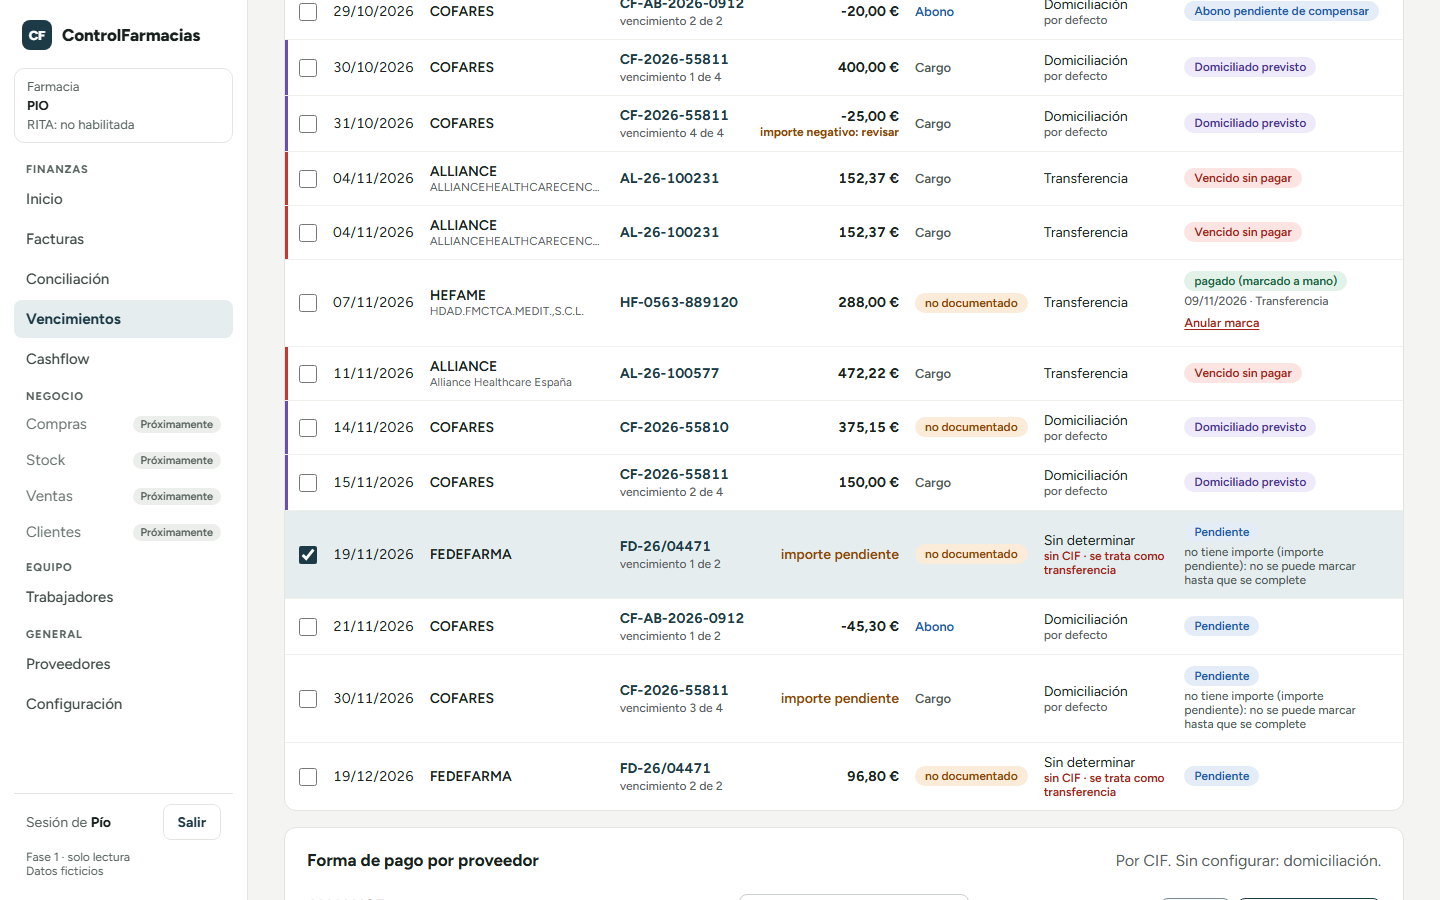 CF ControlFarmacias
Farmacia
PIO
RITA: no habilitada
FINANZAS
Inicio
Facturas
Conciliación
Vencimientos
Cashflow
NEGOCIO
Compras Próximamente
Stock Próximamente
Ventas Próximamente
Clientes Próximamente
EQUIPO
Trabajadores
GENERAL
Proveedores
Configuración
Sesión de Pío Salir
Fase 1 · solo lectura
Datos ficticios
29/10/2026 COFARES CF-AB-2026-0912 -20,00 € Abono Domiciliación Abono pendiente de compensar
vencimiento 2 de 2 por defecto
30/10/2026 COFARES CF-2026-55811 400,00 € Cargo Domiciliación Domiciliado previsto
vencimiento 1 de 4 por defecto
31/10/2026 COFARES CF-2026-55811 -25,00 € Cargo Domiciliación Domiciliado previsto
vencimiento 4 de 4 importe negativo: revisar por defecto
04/11/2026 ALLIANCE AL-26-100231 152,37 € Cargo Transferencia Vencido sin pagar
ALLIANCEHEALTHCARECENC...
04/11/2026 ALLIANCE AL-26-100231 152,37 € Cargo Transferencia Vencido sin pagar
ALLIANCEHEALTHCARECENC...
07/11/2026 HEFAME HF-0563-889120 288,00 € no documentado Transferencia pagado (marcado a mano)
HDAD.FMCTCA.MEDIT.,S.C.L. 09/11/2026 · Transferencia
Anular marca
11/11/2026 ALLIANCE AL-26-100577 472,22 € Cargo Transferencia Vencido sin pagar
Alliance Healthcare España
14/11/2026 COFARES CF-2026-55810 375,15 € no documentado Domiciliación Domiciliado previsto
por defecto
15/11/2026 COFARES CF-2026-55811 150,00 € Cargo Domiciliación Domiciliado previsto
vencimiento 2 de 4 por defecto
19/11/2026 FEDEFARMA FD-26/04471 importe pendiente no documentado Sin determinar Pendiente
vencimiento 1 de 2 sin CIF · se trata como no tiene importe (importe
transferencia pendiente): no se puede marcar
hasta que se complete
21/11/2026 COFARES CF-AB-2026-0912 -45,30 € Abono Domiciliación Pendiente
vencimiento 1 de 2 por defecto
30/11/2026 COFARES CF-2026-55811 importe pendiente Cargo Domiciliación Pendiente
vencimiento 3 de 4 por defecto no tiene importe (importe
pendiente): no se puede marcar
hasta que se complete
19/12/2026 FEDEFARMA FD-26/04471 96,80 € no documentado Sin determinar Pendiente
vencimiento 2 de 2 sin CIF · se trata como
transferencia
Forma de pago por proveedor Por CIF. Sin configurar: domiciliación.